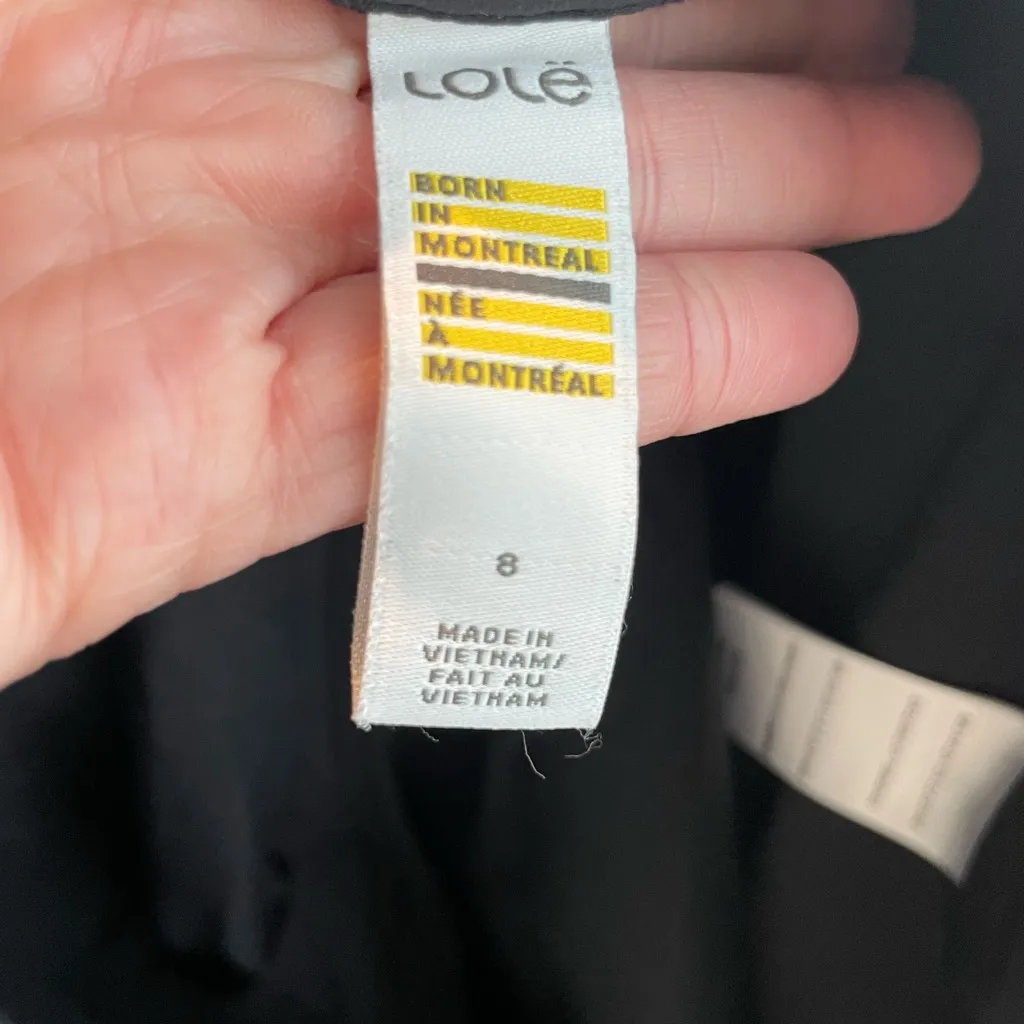 LOLË
BORN
IN
MONTREAL
NÉE
À
MONTRÉAL
8
MADE IN
VIETNAM/
FAIT AU
VIETNAM